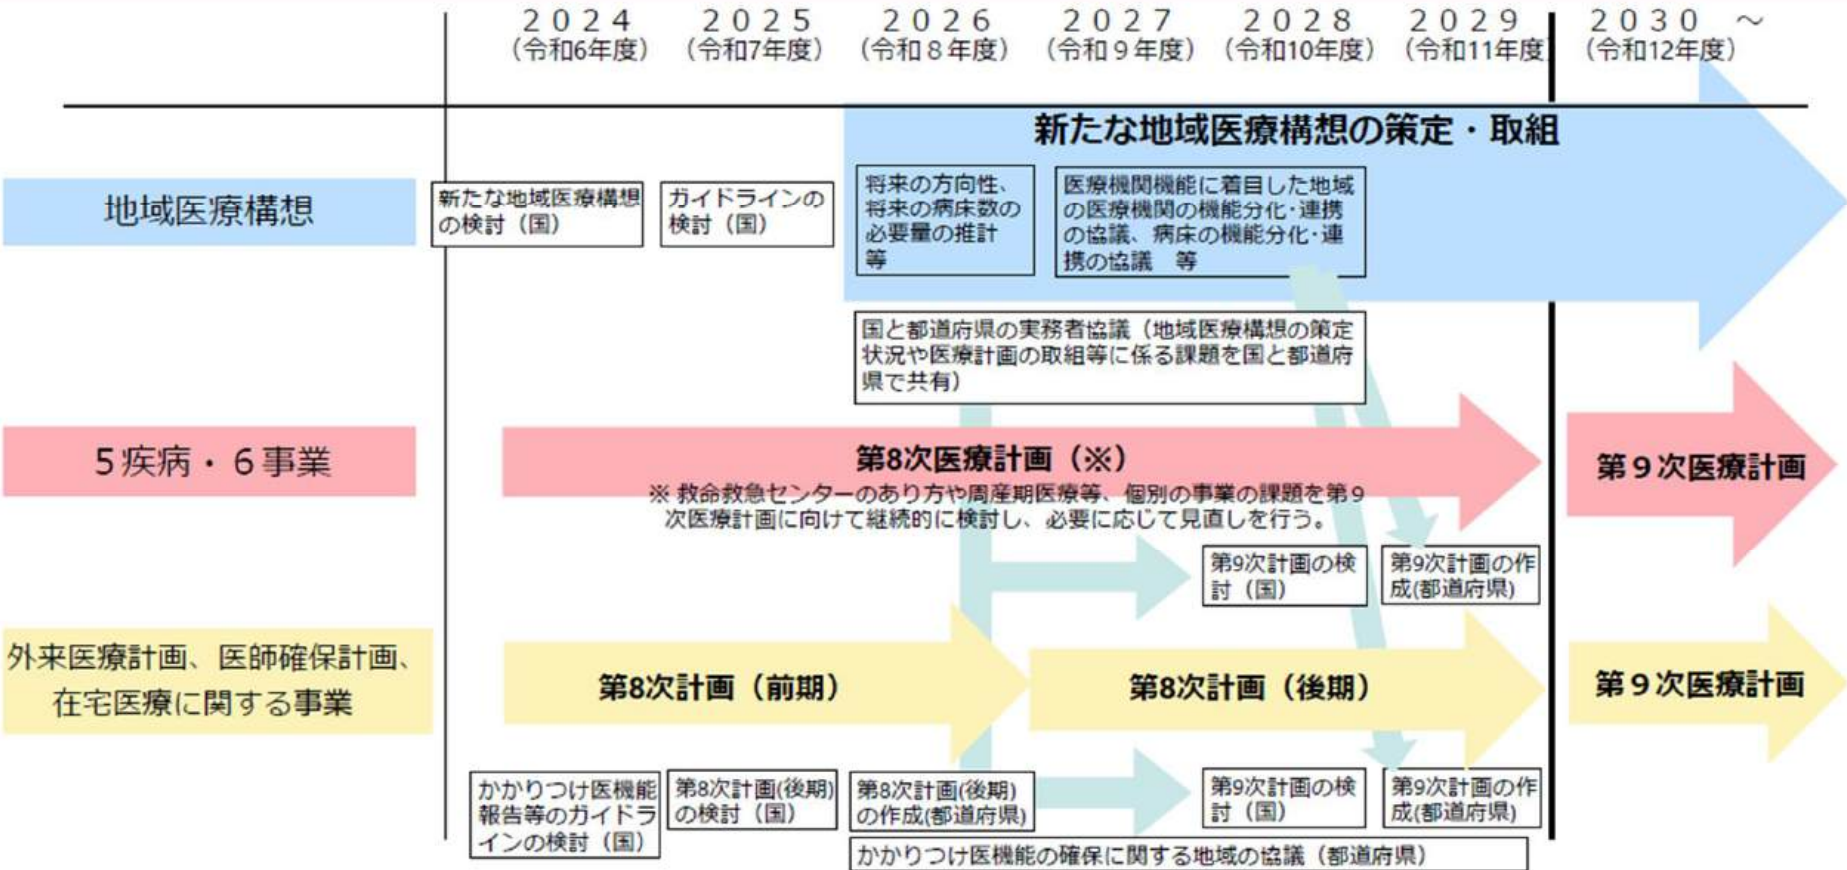 ２０２４
２０２５
２０２６
２０２７
２０２８
２０２９
２０３０　～
（令和6年度）
（令和7年度）
（令和８年度）
（令和９年度）
（令和10年度）
（令和11年度）
（令和12年度）
新たな地域医療構想の策定・取組
地域医療構想
新たな地域医療構想
の検討（国）
ガイドラインの
検討（国）
将来の方向性、
将来の病床数の
必要量の推計
等
医療機関機能に着目した地域
の医療機関の機能分化･連携
の協議、病床の機能分化･連
携の協議　等
国と都道府県の実務者協議（地域医療構想の策定
状況や医療計画の取組等に係る課題を国と都道府
県で共有）
５疾病・６事業
第8次医療計画（※）
※ 救命救急センターのあり方や周産期医療等、個別の事業の課題を第９
次医療計画に向けて継続的に検討し、必要に応じて見直しを行う。
第９次医療計画
第9次計画の検
討（国）
第9次計画の作
成(都道府県)
外来医療計画、医師確保計画、
在宅医療に関する事業
第8次計画（前期）
第8次計画（後期）
第９次医療計画
かかりつけ医機能
報告等のガイドラ
インの検討（国）
第8次計画(後期)
の検討（国）
第8次計画(後期)
の作成(都道府県)
第9次計画の検
討（国）
第9次計画の作
成(都道府県)
かかりつけ医機能の確保に関する地域の協議（都道府県）